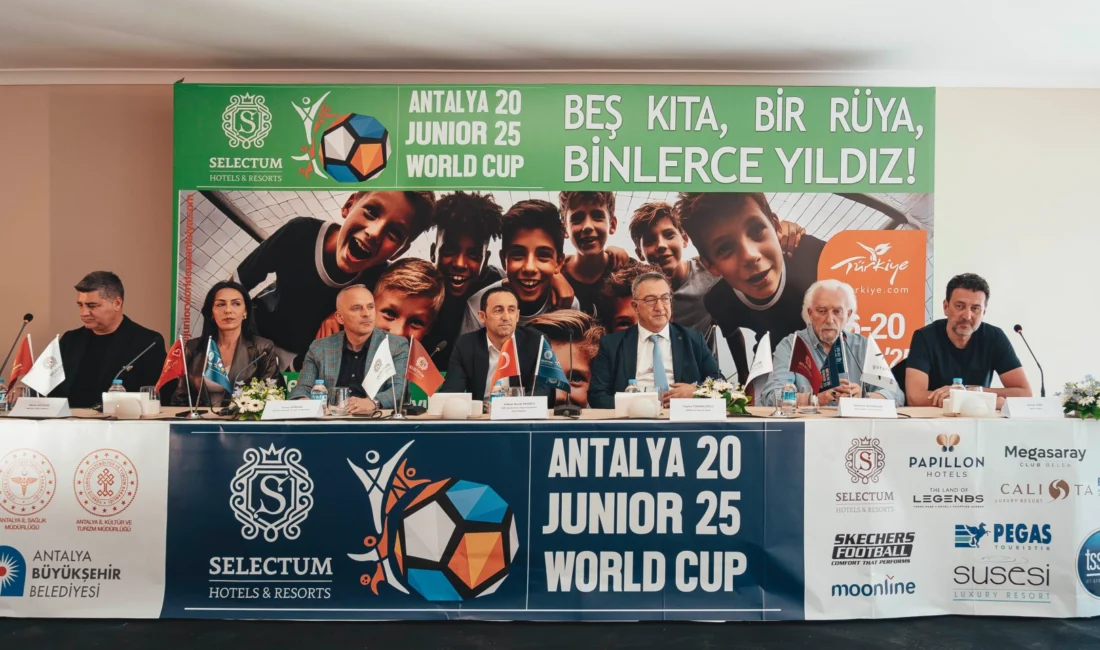 SELECTUM
HOTELS & RESORTS
ANTALYA 20
JUNIOR 25
WORLD CUP
BEŞ KITA, BİR RÜYA,
BİNLERCE YILDIZ!
Türkiye
SELECTUM
HOTELS & RESORTS
ANTALYA 20
JUNIOR 25
WORLD CUP
ANTALYA İL SAĞLIK
MÜDÜRLÜĞÜ
ANTALYA İL KÜLTÜR VE
TURİZM MÜDÜRLÜĞÜ
ANTALYA
BÜYÜKŞEHİR
BELEDİYESİ
S
SELECTUM
HOTELS & RESORTS
PAPILLON
HOTELS
Megasaray
CLUB BELEK
THE LAND OF
LEGENDS
CALISTA
LUXURY RESORT
SKECHERS
FOOTBALL
COMFORT THAT PERFORMS
PEGAS
TOURISTIK
moonline
SUSESI
LUXURY RESORT